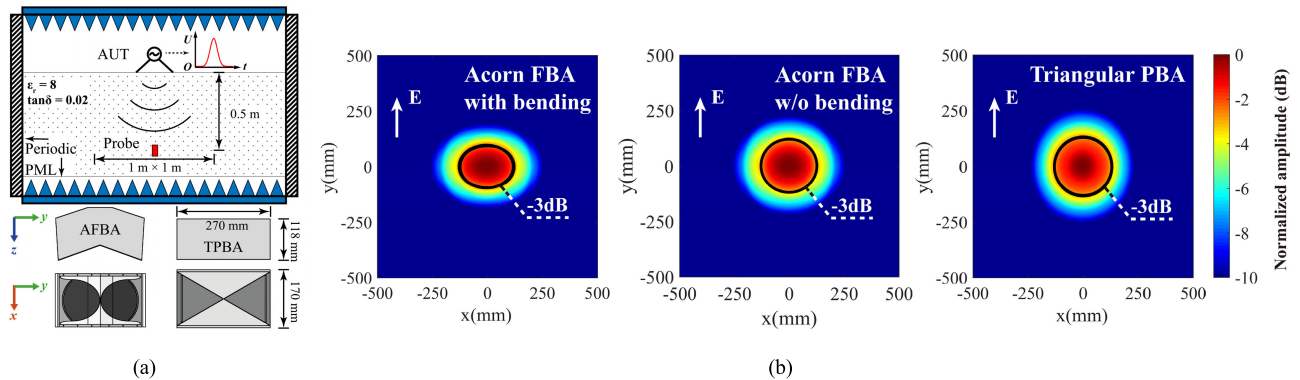 AUT
U
O
t
εr = 8
tanδ = 0.02
0.5 m
Probe
Periodic
1 m × 1 m
PML
y
z
AFBA
270 mm
TPBA
118 mm
x
y
170 mm
(a)
500
250
0
-250
-500
y(mm)
Acorn FBA
with bending
E
-3dB
-500
-250
0
250
500
x(mm)
500
250
0
-250
-500
y(mm)
Acorn FBA
w/o bending
E
-3dB
-500
-250
0
250
500
x(mm)
500
250
0
-250
-500
y(mm)
Triangular PBA
E
-3dB
-500
-250
0
250
500
x(mm)
0
-2
-4
-6
-8
-10
Normalized amplitude (dB)
(b)